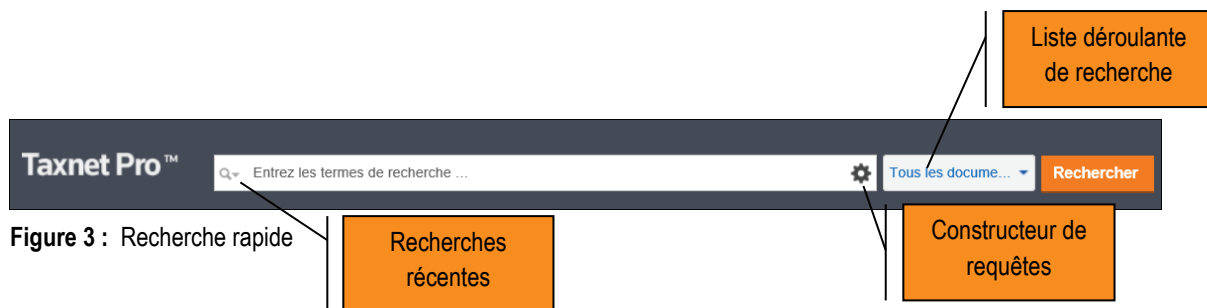 Liste déroulante
de recherche
Taxnet Pro™
Entrez les termes de recherche ...
Tous les docume...
Rechercher
Figure 3 : Recherche rapide
Recherches
récentes
Constructeur de
requêtes